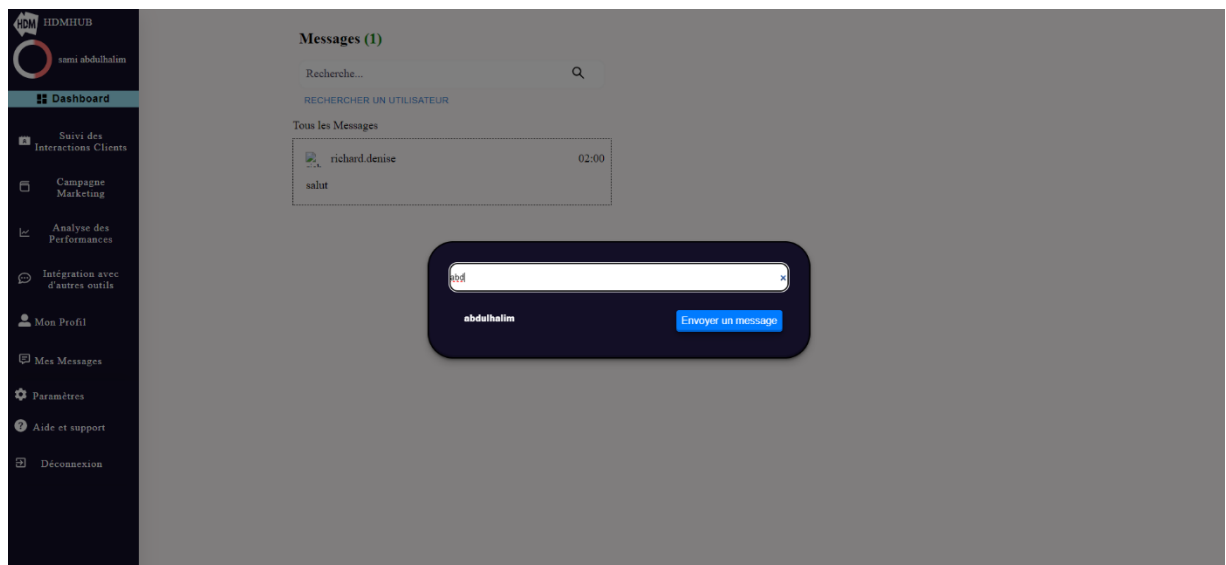 HDM HDMHUB
sami abdulhalim
Dashboard
Suivi des
Interactions Clients
Campagne
Marketing
Analyse des
Performances
Intégration avec
d'autres outils
Mon Profil
Mes Messages
Paramètres
Aide et support
Déconnexion
Messages (1)
Recherche...
RECHERCHER UN UTILISATEUR
Tous les Messages
richard.denise 02:00
salut
abd ×
abdulhalim Envoyer un message